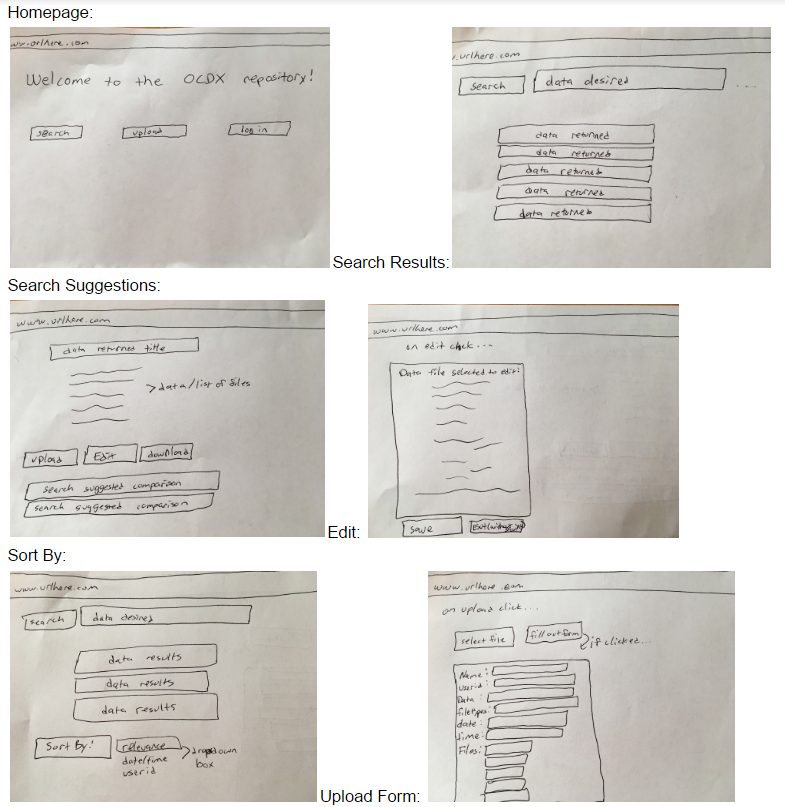 Homepage:
www.urlhere.com
Welcome to the OCDX repository!
search upload log in
Search Results:
.urlhere.com
search data desired ....
data returned
data returned
data returned
data returned
data returned
Search Suggestions:
www.urlhere.com
data returned title
>data/list of files
upload Edit download
search suggested comparison
search suggested comparison
Edit:
www.urlhere.com
on edit click...
Data file selected to edit:
save
Sort By:
www.urlhere.com
search data desired
data results
data results
data results
Sort By: relevance >dropdown
date/time box
userid
Upload Form:
www.urlhere.com
on upload click...
select file fill out form if clicked...
Name:
userid:
Data:
filetype:
date:
time:
Files: